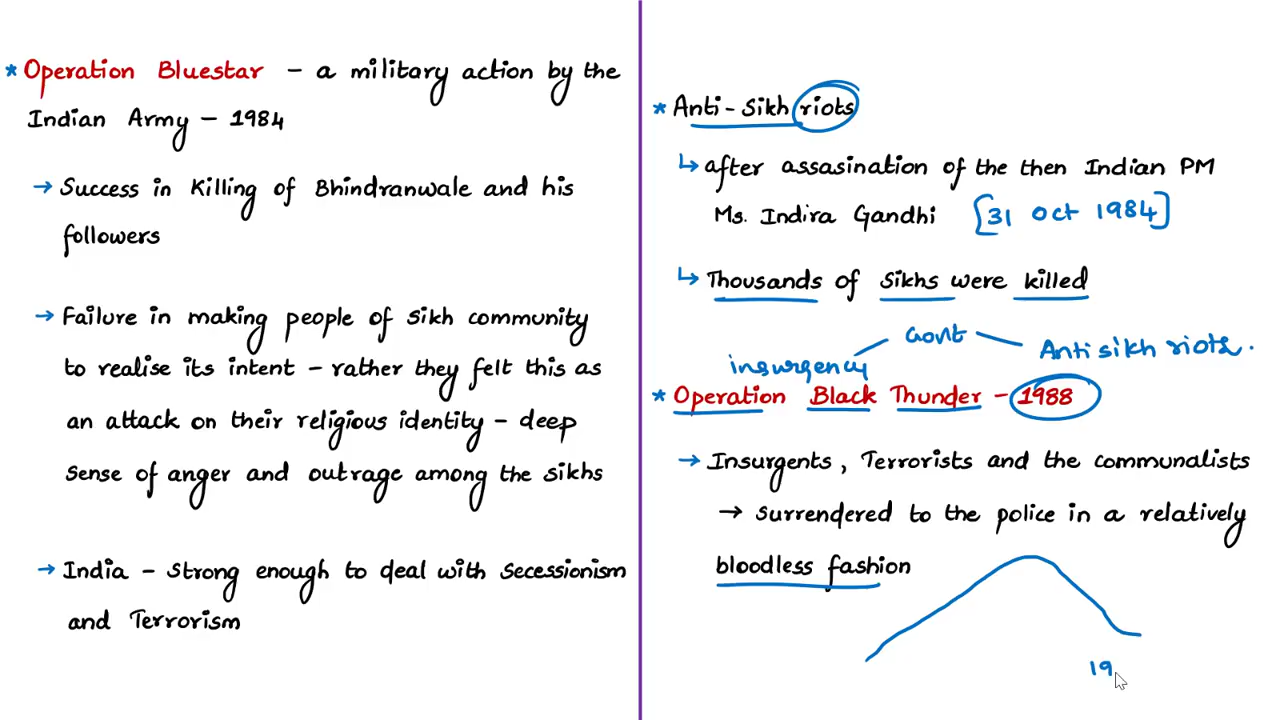 * Operation Bluestar - a military action by the
Indian Army - 1984
→ Success in Killing of Bhindranwale and his
followers
→ Failure in making people of sikh community
to realise its intent - rather they felt this as
an attack on their religious identity - deep
sense of anger and outrage among the sikhs
→ India - strong enough to deal with secessionism
and Terrorism
* Anti-Sikh riots
↳ after assasination of the then Indian PM
Ms. Indira Gandhi [31 oct 1984]
↳ Thousands of Sikhs were killed
Govt
insurgency Anti sikh riots.
* Operation Black Thunder - 1988
→ Insurgents, Terrorists and the communalists
→ surrendered to the police in a relatively
bloodless fashion
19